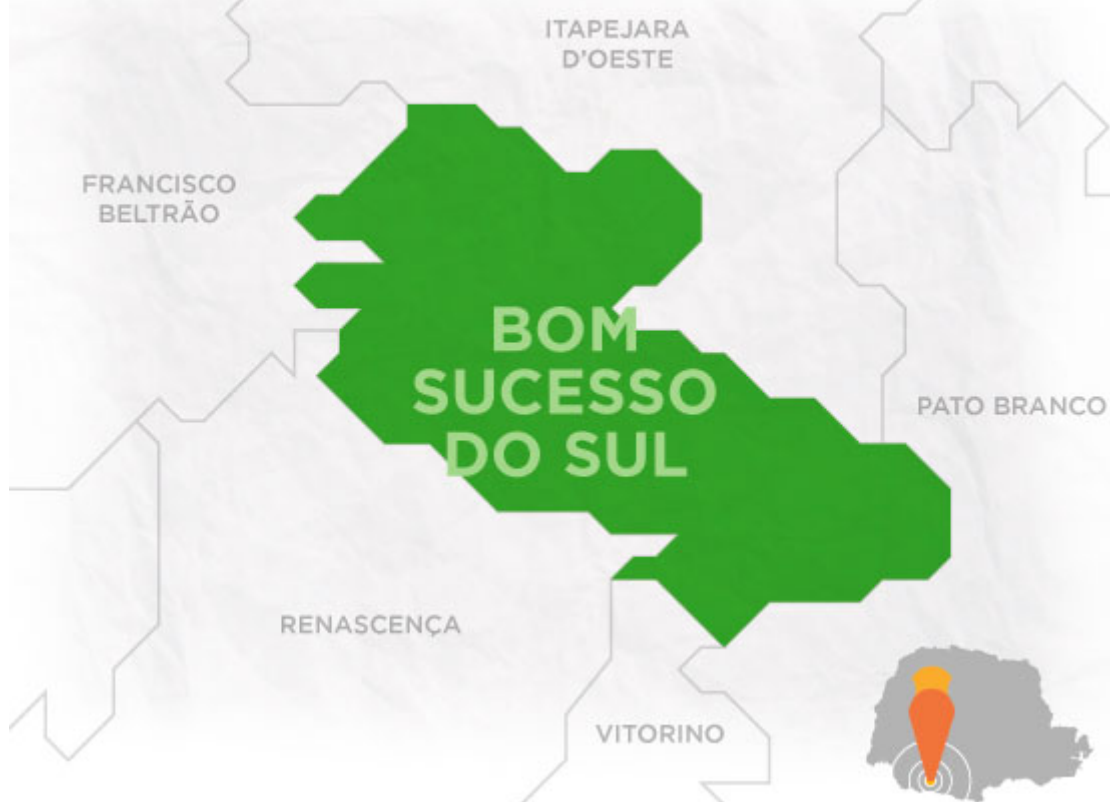 ITAPEJARA
D'OESTE
FRANCISCO
BELTRÃO
BOM
SUCESSO
DO SUL
PATO BRANCO
RENASCENÇA
VITORINO